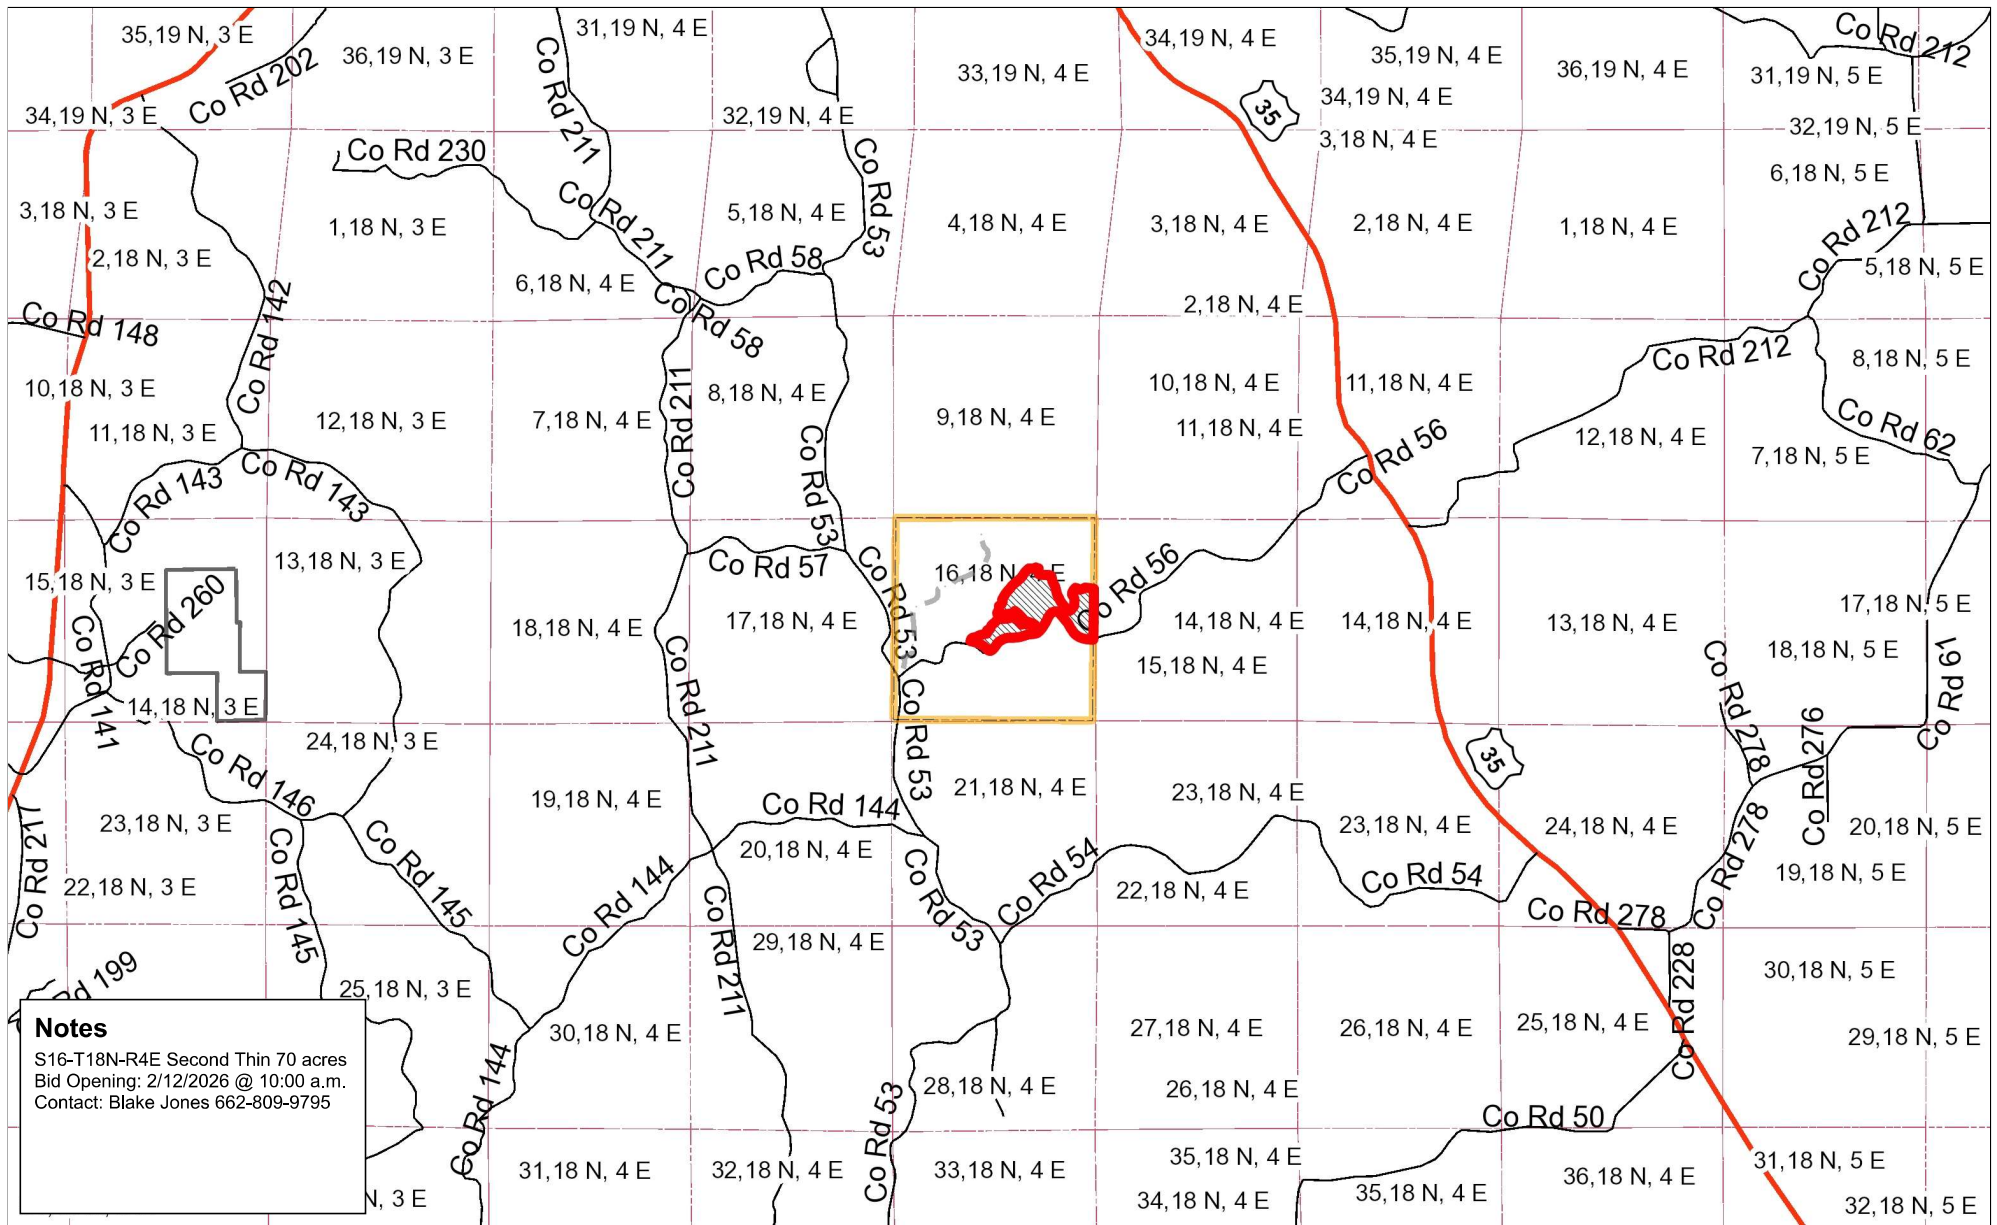 35,19 N, 3 E
31,19 N, 4 E
34,19 N, 4 E
Co Rd 212
36,19 N, 3 E
35,19 N, 4 E
33,19 N, 4 E
36,19 N, 4 E
31,19 N, 5 E
Co Rd 202
Co Rd 211
34,19 N, 4 E
35
34,19 N, 3 E
32,19 N, 4 E
32,19 N, 5 E
3,18 N, 4 E
Co Rd 230
6,18 N, 5 E
Co Rd 53
3,18 N, 3 E
Co Rd 211
5,18 N, 4 E
4,18 N, 4 E
3,18 N, 4 E
2,18 N, 4 E
1,18 N, 4 E
1,18 N, 3 E
Co Rd 212
2,18 N, 3 E
Co Rd 58
5,18 N, 5 E
6,18 N, 4 E
2,18 N, 4 E
Co Rd 148
Co Rd 142
Co Rd 58
Co Rd 212
8,18 N, 5 E
10,18 N, 3 E
10,18 N, 4 E
11,18 N, 4 E
8,18 N, 4 E
12,18 N, 3 E
7,18 N, 4 E
9,18 N, 4 E
11,18 N, 4 E
12,18 N, 4 E
Co Rd 62
11,18 N, 3 E
Co Rd 211
7,18 N, 5 E
Co Rd 56
Co Rd 143
Co Rd 143
Co Rd 53
13,18 N, 3 E
Co Rd 57
15,18 N, 3 E
16,18 N, 4 E
Co Rd 56
Co Rd 53
17,18 N, 5 E
Co Rd 260
18,18 N, 4 E
17,18 N, 4 E
14,18 N, 4 E
14,18 N, 4 E
13,18 N, 4 E
Co Rd 141
18,18 N, 5 E
15,18 N, 4 E
Co Rd 211
Co Rd 278
Co Rd 61
14,18 N, 3 E
Co Rd 53
24,18 N, 3 E
35
Co Rd 276
Co Rd 146
21,18 N, 4 E
23,18 N, 4 E
19,18 N, 4 E
Co Rd 144
23,18 N, 3 E
23,18 N, 4 E
24,18 N, 4 E
20,18 N, 5 E
20,18 N, 4 E
Co Rd 217
Co Rd 145
Co Rd 54
Co Rd 278
22,18 N, 3 E
22,18 N, 4 E
Co Rd 54
19,18 N, 5 E
Co Rd 145
Co Rd 144
Co Rd 53
Co Rd 278
29,18 N, 4 E
Co Rd 211
Rd 199
30,18 N, 5 E
25,18 N, 3 E
Co Rd 228
Notes
30,18 N, 4 E
27,18 N, 4 E
26,18 N, 4 E
25,18 N, 4 E
29,18 N, 5 E
S16-T18N-R4E Second Thin 70 acres
Bid Opening: 2/12/2026 @ 10:00 a.m.
Contact: Blake Jones 662-809-9795
Co Rd 144
28,18 N, 4 E
26,18 N, 4 E
Co Rd 50
Co Rd 53
31,18 N, 4 E
32,18 N, 4 E
33,18 N, 4 E
35,18 N, 4 E
36,18 N, 4 E
31,18 N, 5 E
N, 3 E
34,18 N, 4 E
35,18 N, 4 E
32,18 N, 5 E